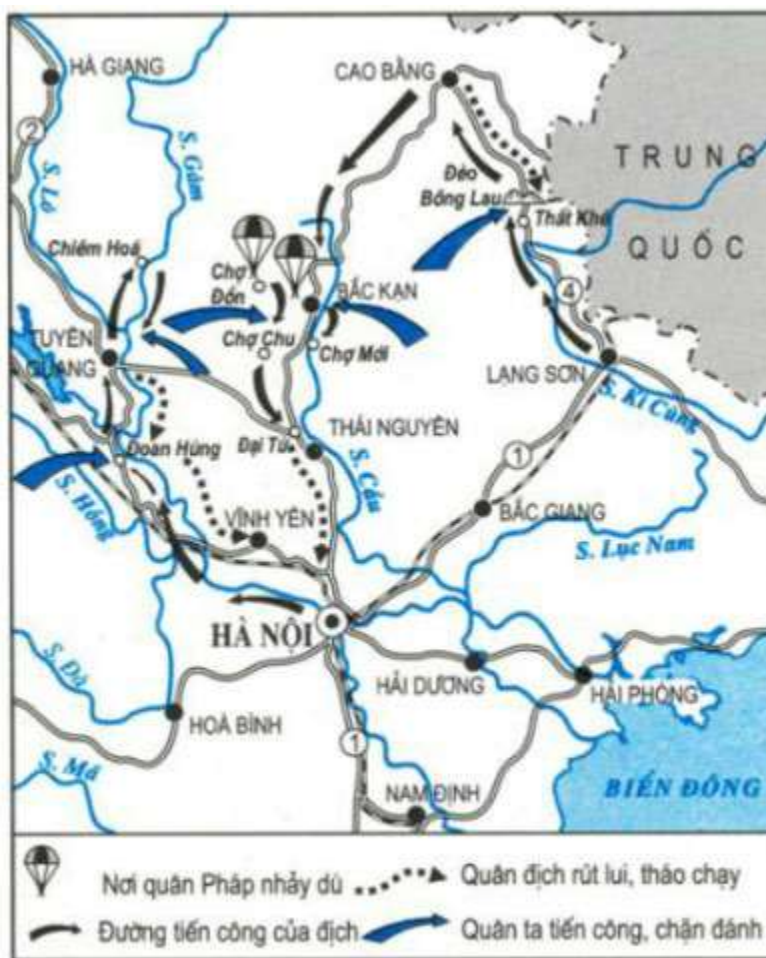 HÀ GIANG
CAO BẰNG
2
S. Gâm
S. Lô
TRUNG
QUỐC
Đèo
Bông Lau
Thất Khê
Chiêm Hoá
Chợ
Đồn
BẮC KẠN
4
TUYÊN
QUANG
Chợ Chu
Chợ Mới
LẠNG SƠN
S. Kì Cùng
Đoan Hùng
Đại Từ
THÁI NGUYÊN
1
S. Hồng
S. Cầu
VĨNH YÊN
BẮC GIANG
S. Lục Nam
HÀ NỘI
S. Đà
HẢI DƯƠNG
HẢI PHÒNG
HOÀ BÌNH
1
S. Mã
NAM ĐỊNH
BIỂN ĐÔNG
Nơi quân Pháp nhảy dù
Quân địch rút lui, tháo chạy
Đường tiến công của địch
Quân ta tiến công, chặn đánh